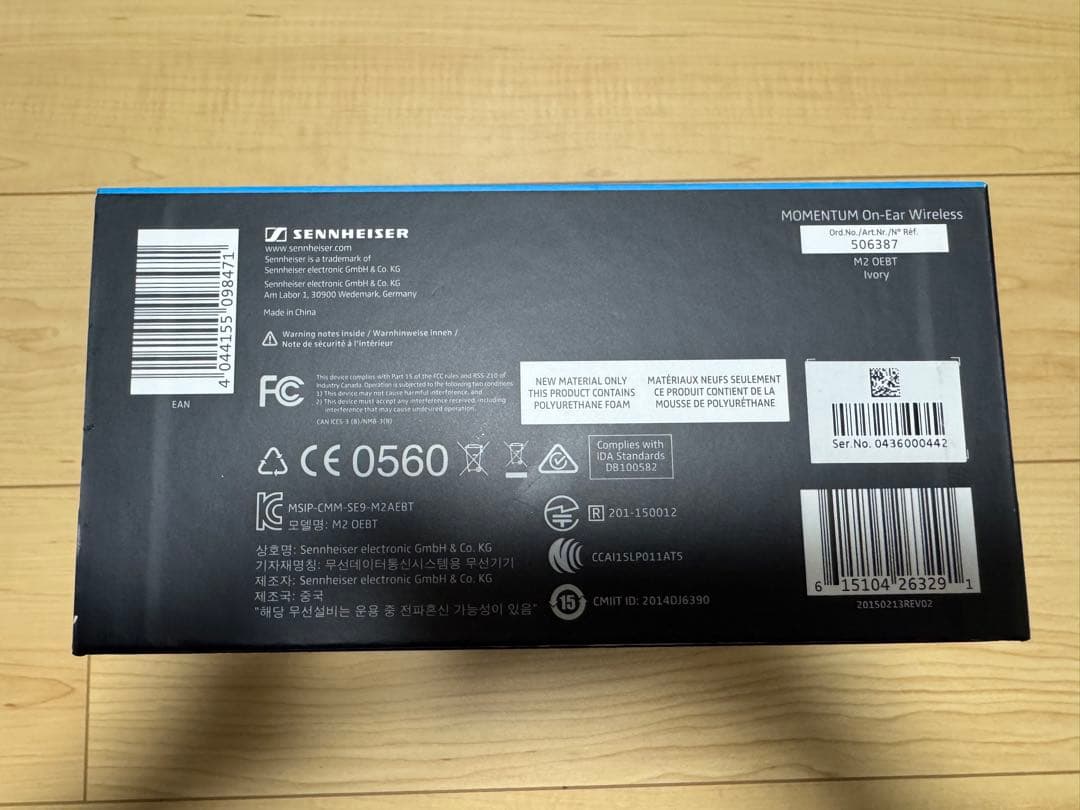 4 044155 098471
EAN
SENNHEISER
www.sennheiser.com
Sennheiser is a trademark of
Sennheiser electronic GmbH & Co. KG
Sennheiser electronic GmbH & Co. KG
Am Labor 1, 30900 Wedemark, Germany
Made in China
Warning notes inside / Warnhinweise innen /
Note de sécurité à l'intérieur
MOMENTUM On-Ear Wireless
Ord.No./Art.Nr./N° Réf.
506387
M2 OEBT
Ivory
FC
This device complies with Part 15 of the FCC rules and RSS-210 of
Industry Canada. Operation is subjected to the following two conditions
1) This device may not cause harmful interference, and
2) This device must accept any interference received, including
interference that may cause undesired operation.
CAN ICES-3 (B)/NMB-3(B)
NEW MATERIAL ONLY
THIS PRODUCT CONTAINS
POLYURETHANE FOAM
MATÉRIAUX NEUFS SEULEMENT
CE PRODUIT CONTIENT DE LA
MOUSSE DE POLYURÉTHANE
Ser.No. 0436000442
CE 0560
Complies with
IDA Standards
DB100582
MSIP-CMM-SE9-M2AEBT
모델명: M2 OEBT
R 201-150012
상호명: Sennheiser electronic GmbH & Co. KG
기자재명칭: 무선데이터통신시스템용 무선기기
제조자: Sennheiser electronic GmbH & Co. KG
제조국: 중국
"해당 무선설비는 운용 중 전파혼신 가능성이 있음"
CCAI15LP011AT5
15
CMIIT ID: 2014DJ6390
6 15104 26329 1
20150213REV02